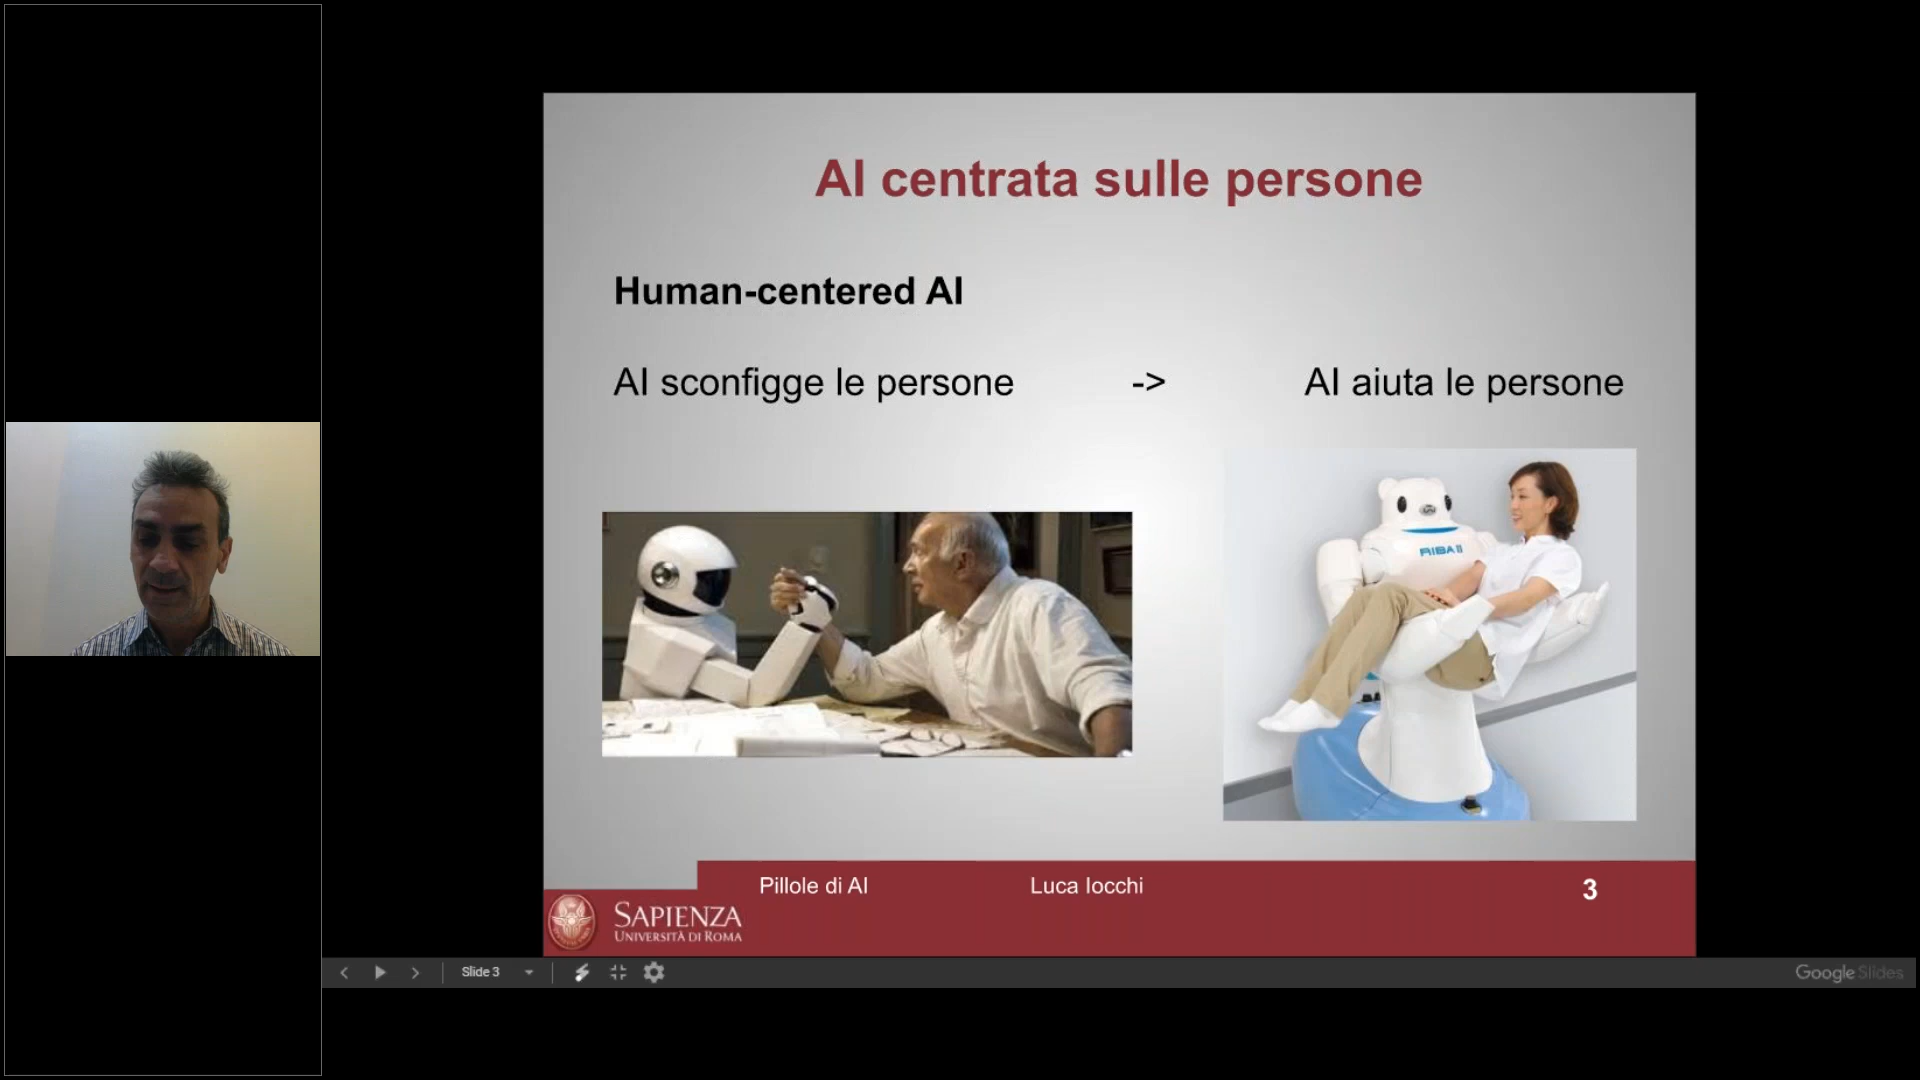 AI centrata sulle persone
Human-centered AI
AI sconfigge le persone -> AI aiuta le persone
RIBA II
Pillole di AI Luca Iocchi 3
SAPIENZA
UNIVERSITÀ DI ROMA
Slide 3
Google Slides